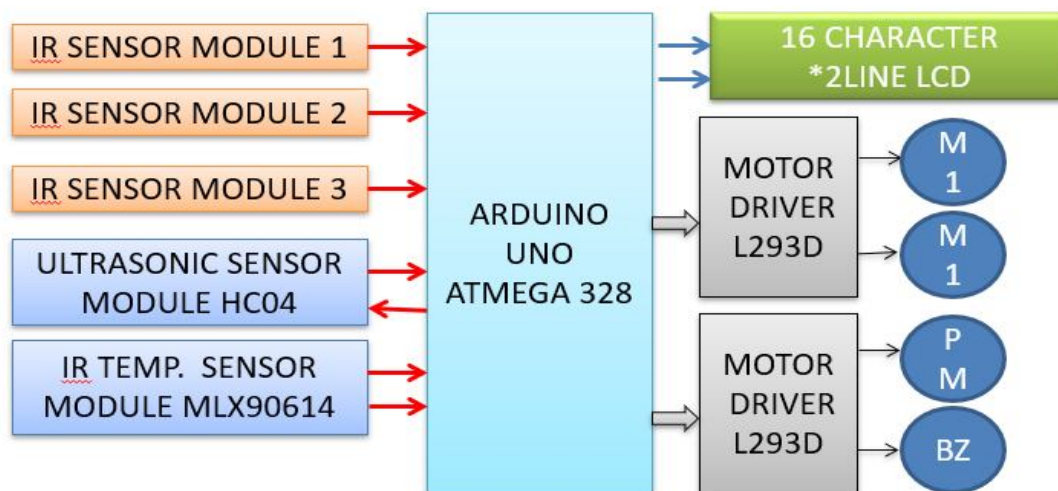 IR SENSOR MODULE 1
IR SENSOR MODULE 2
IR SENSOR MODULE 3
ULTRASONIC SENSOR
MODULE HC04
IR TEMP. SENSOR
MODULE MLX90614
ARDUINO
UNO
ATMEGA 328
16 CHARACTER
*2LINE LCD
MOTOR
DRIVER
L293D
M
1
M
1
MOTOR
DRIVER
L293D
P
M
BZ